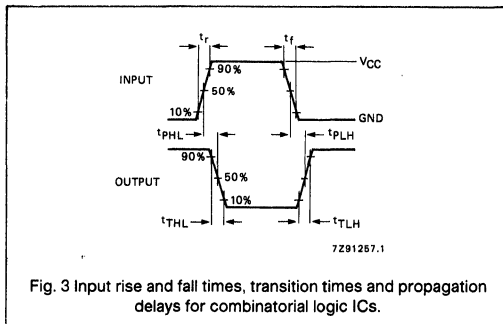 tr
tf
VCC
90%
INPUT
50%
10%
GND
tPHL
tPLH
90%
OUTPUT
50%
10%
tTHL
tTLH
7Z91257.1
Fig. 3 Input rise and fall times, transition times and propagation
delays for combinatorial logic ICs.